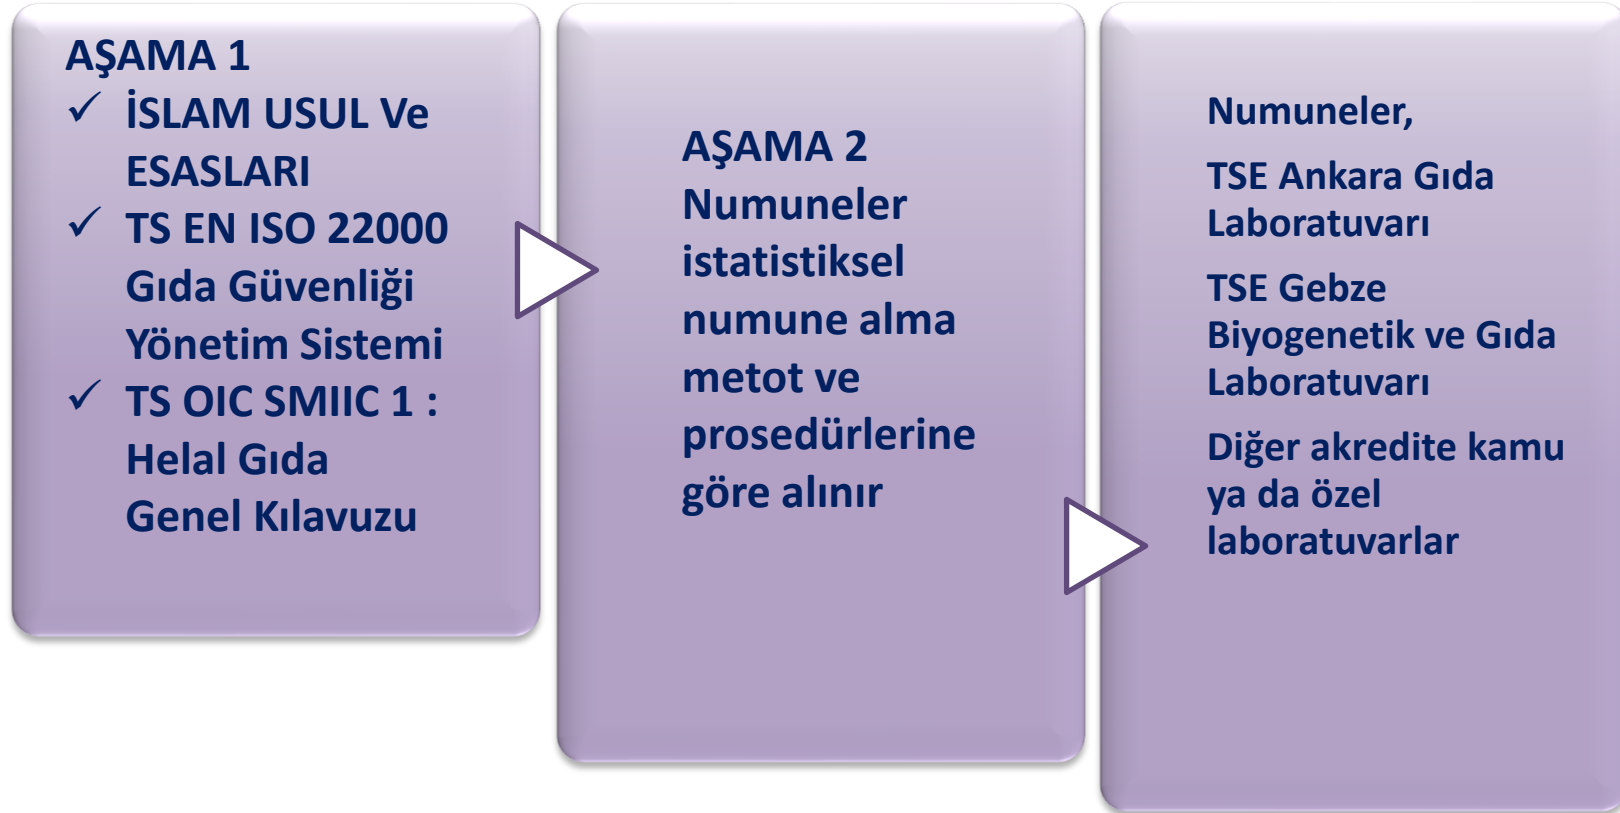 AŞAMA 1
✓ İSLAM USUL Ve
ESASLARI
✓ TS EN ISO 22000
Gıda Güvenliği
Yönetim Sistemi
✓ TS OIC SMIIC 1 :
Helal Gıda
Genel Kılavuzu
AŞAMA 2
Numuneler
istatistiksel
numune alma
metot ve
prosedürlerine
göre alınır
Numuneler,
TSE Ankara Gıda
Laboratuvarı
TSE Gebze
Biyogenetik ve Gıda
Laboratuvarı
Diğer akredite kamu
ya da özel
laboratuvarlar